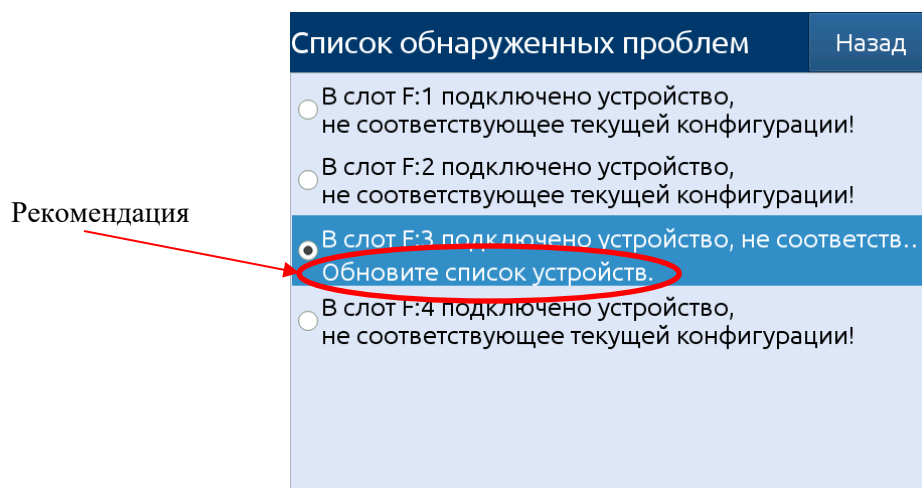 Список обнаруженных проблем
Назад
В слот F:1 подключено устройство,
не соответствующее текущей конфигурации!
В слот F:2 подключено устройство,
не соответствующее текущей конфигурации!
Рекомендация
В слот F:3 подключено устройство, не соответств..
Обновите список устройств.
В слот F:4 подключено устройство,
не соответствующее текущей конфигурации!